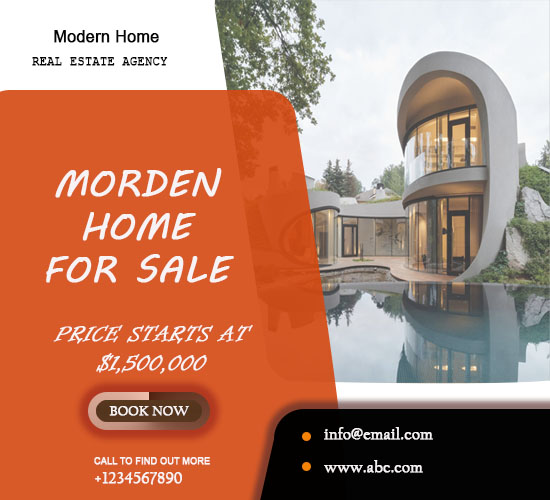 Modern Home
REAL ESTATE AGENCY
MORDEN
HOME
FOR SALE
PRICE STARTS AT
$1,500,000
BOOK NOW
CALL TO FIND OUT MORE
+1234567890
info@email.com
www.abc.com